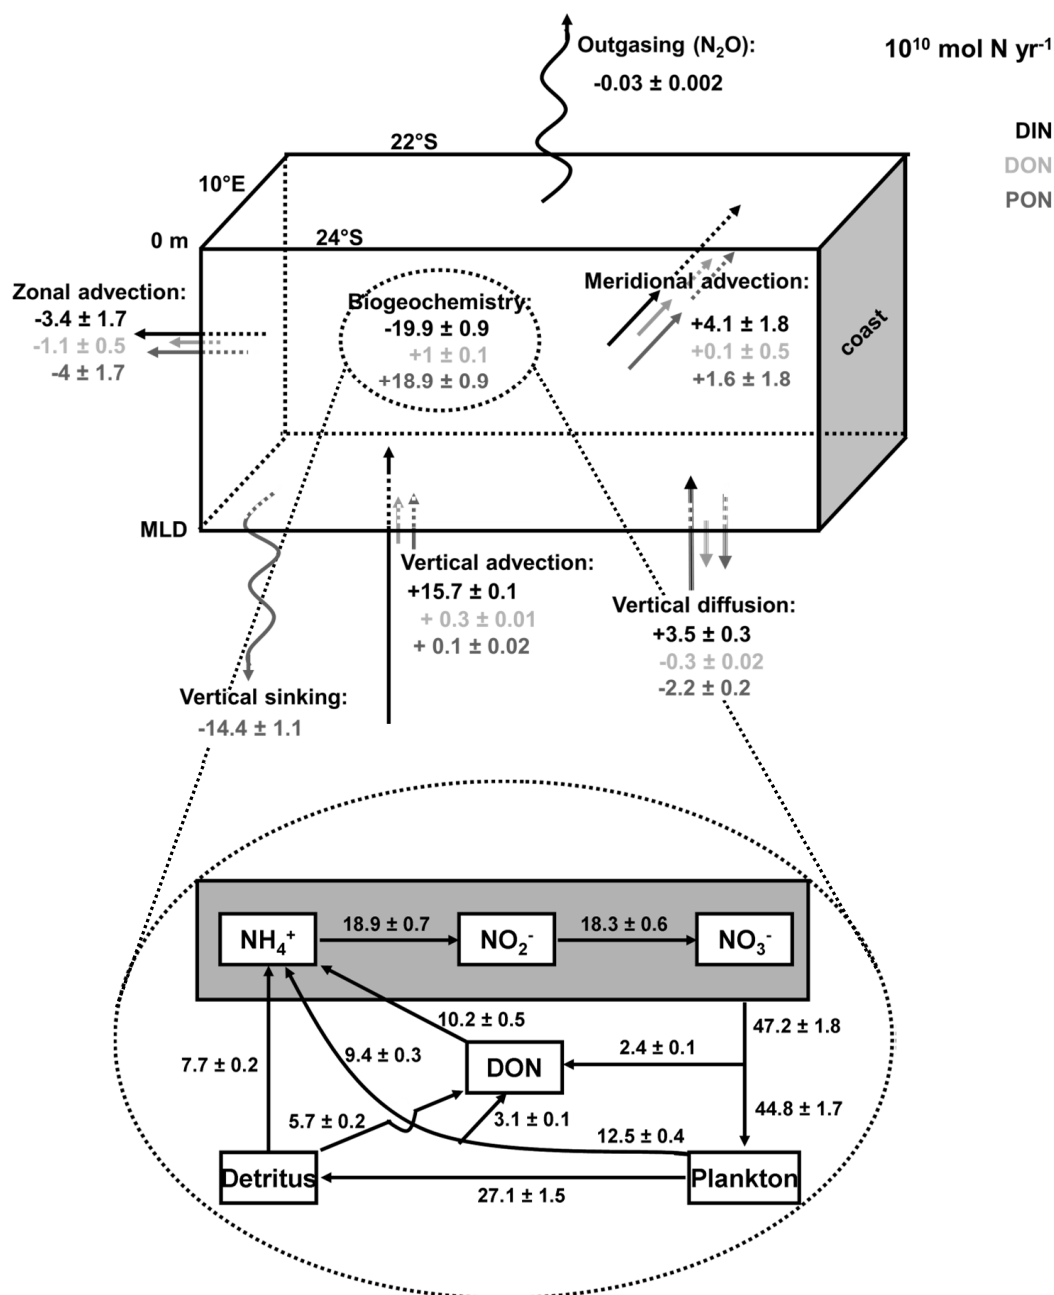 Outgasing (N₂O):
-0.03 ± 0.002
10¹⁰ mol N yr⁻¹
DIN
DON
PON
22°S
10°E
0 m
24°S
Zonal advection:
-3.4 ± 1.7
-1.1 ± 0.5
-4 ± 1.7
Biogeochemistry:
-19.9 ± 0.9
+1 ± 0.1
+18.9 ± 0.9
Meridional advection:
+4.1 ± 1.8
+0.1 ± 0.5
+1.6 ± 1.8
coast
MLD
Vertical advection:
+15.7 ± 0.1
+ 0.3 ± 0.01
+ 0.1 ± 0.02
Vertical diffusion:
+3.5 ± 0.3
-0.3 ± 0.02
-2.2 ± 0.2
Vertical sinking:
-14.4 ± 1.1
NH₄⁺
18.9 ± 0.7
NO₂⁻
18.3 ± 0.6
NO₃⁻
10.2 ± 0.5
47.2 ± 1.8
7.7 ± 0.2
9.4 ± 0.3
DON
2.4 ± 0.1
5.7 ± 0.2
3.1 ± 0.1
44.8 ± 1.7
12.5 ± 0.4
Detritus
27.1 ± 1.5
Plankton